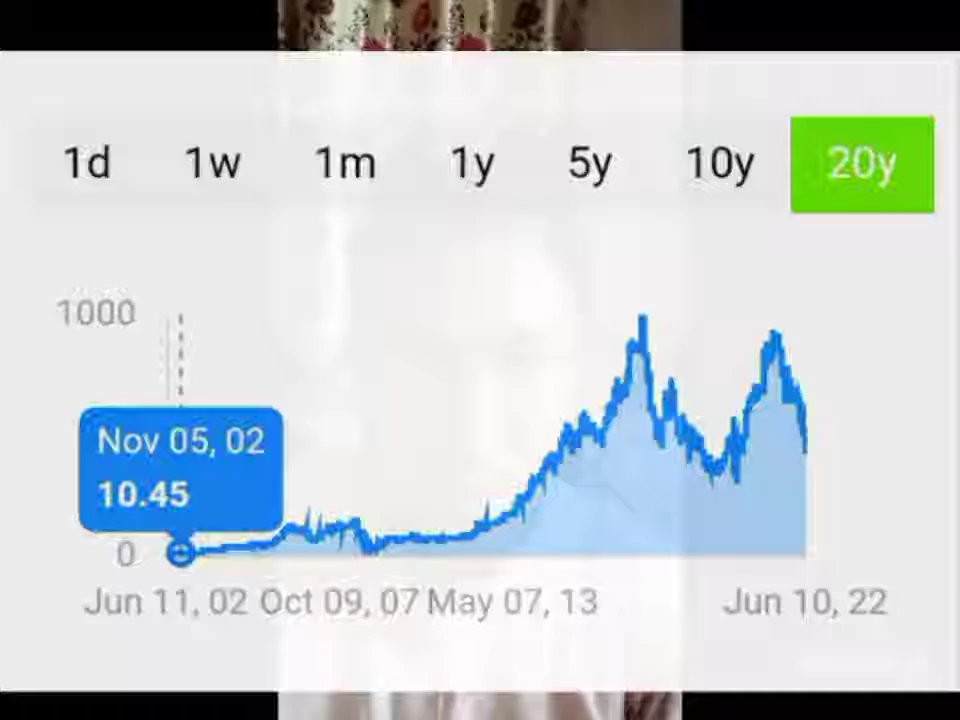 1d 1w 1m 1y 5y 10y 20y
1000
Nov 05, 02
10.45
0
Jun 11, 02 Oct 09, 07 May 07, 13 Jun 10, 22